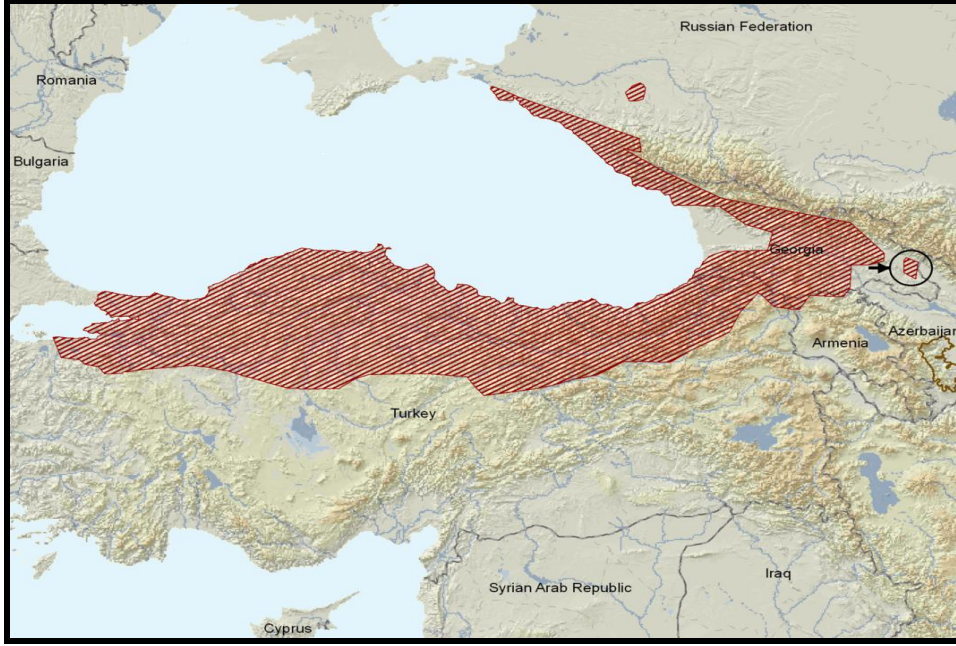 Russian Federation
Romania
Bulgaria
Georgia
Azerbaijan
Armenia
Turkey
Iraq
Syrian Arab Republic
Cyprus